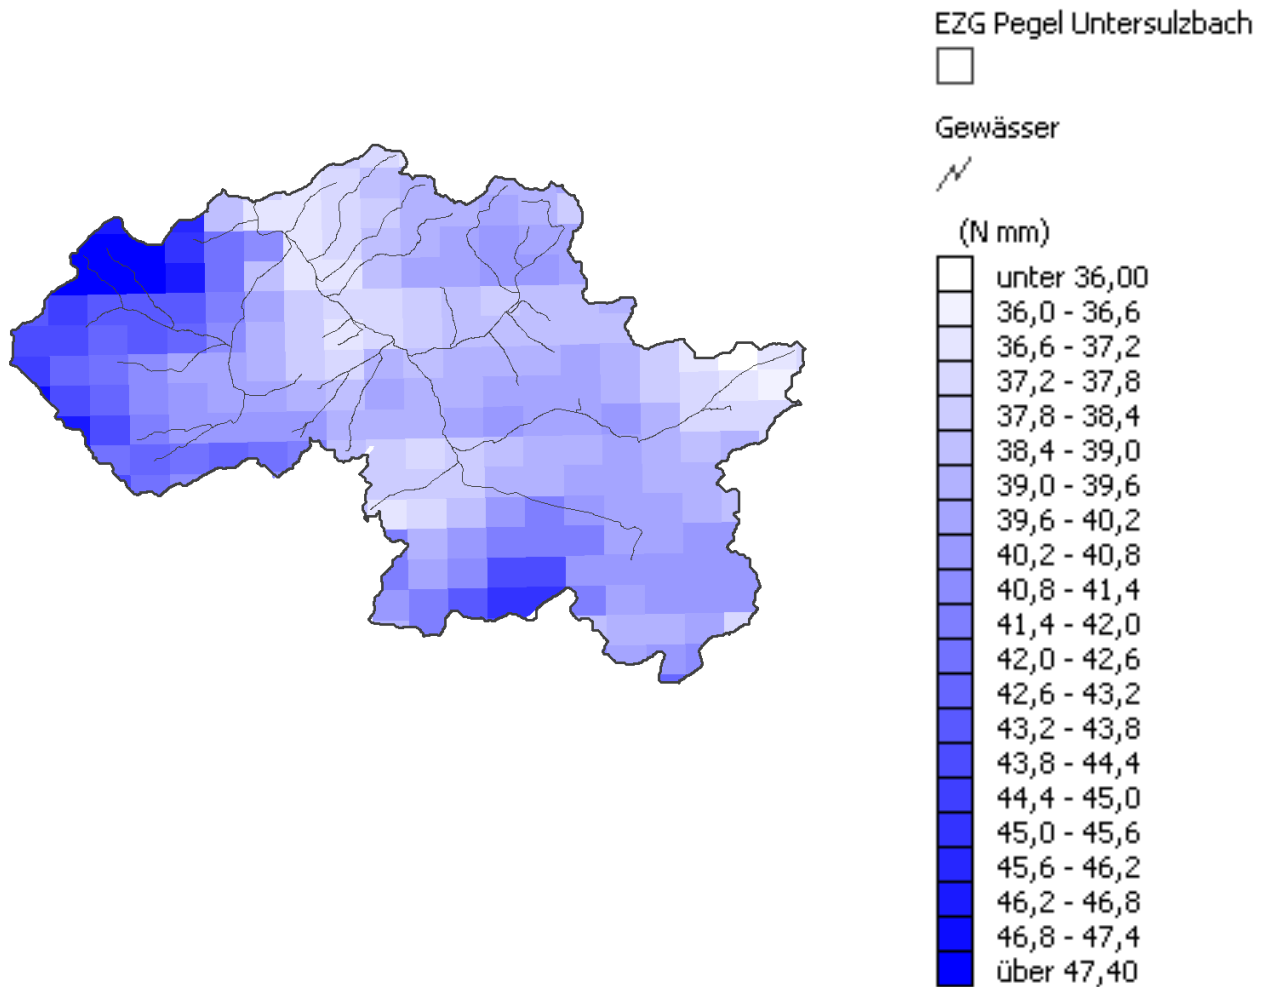 EZG Pegel Untersulzbach
Gewässer
(N mm)
unter 36,00
36,0 - 36,6
36,6 - 37,2
37,2 - 37,8
37,8 - 38,4
38,4 - 39,0
39,0 - 39,6
39,6 - 40,2
40,2 - 40,8
40,8 - 41,4
41,4 - 42,0
42,0 - 42,6
42,6 - 43,2
43,2 - 43,8
43,8 - 44,4
44,4 - 45,0
45,0 - 45,6
45,6 - 46,2
46,2 - 46,8
46,8 - 47,4
über 47,40